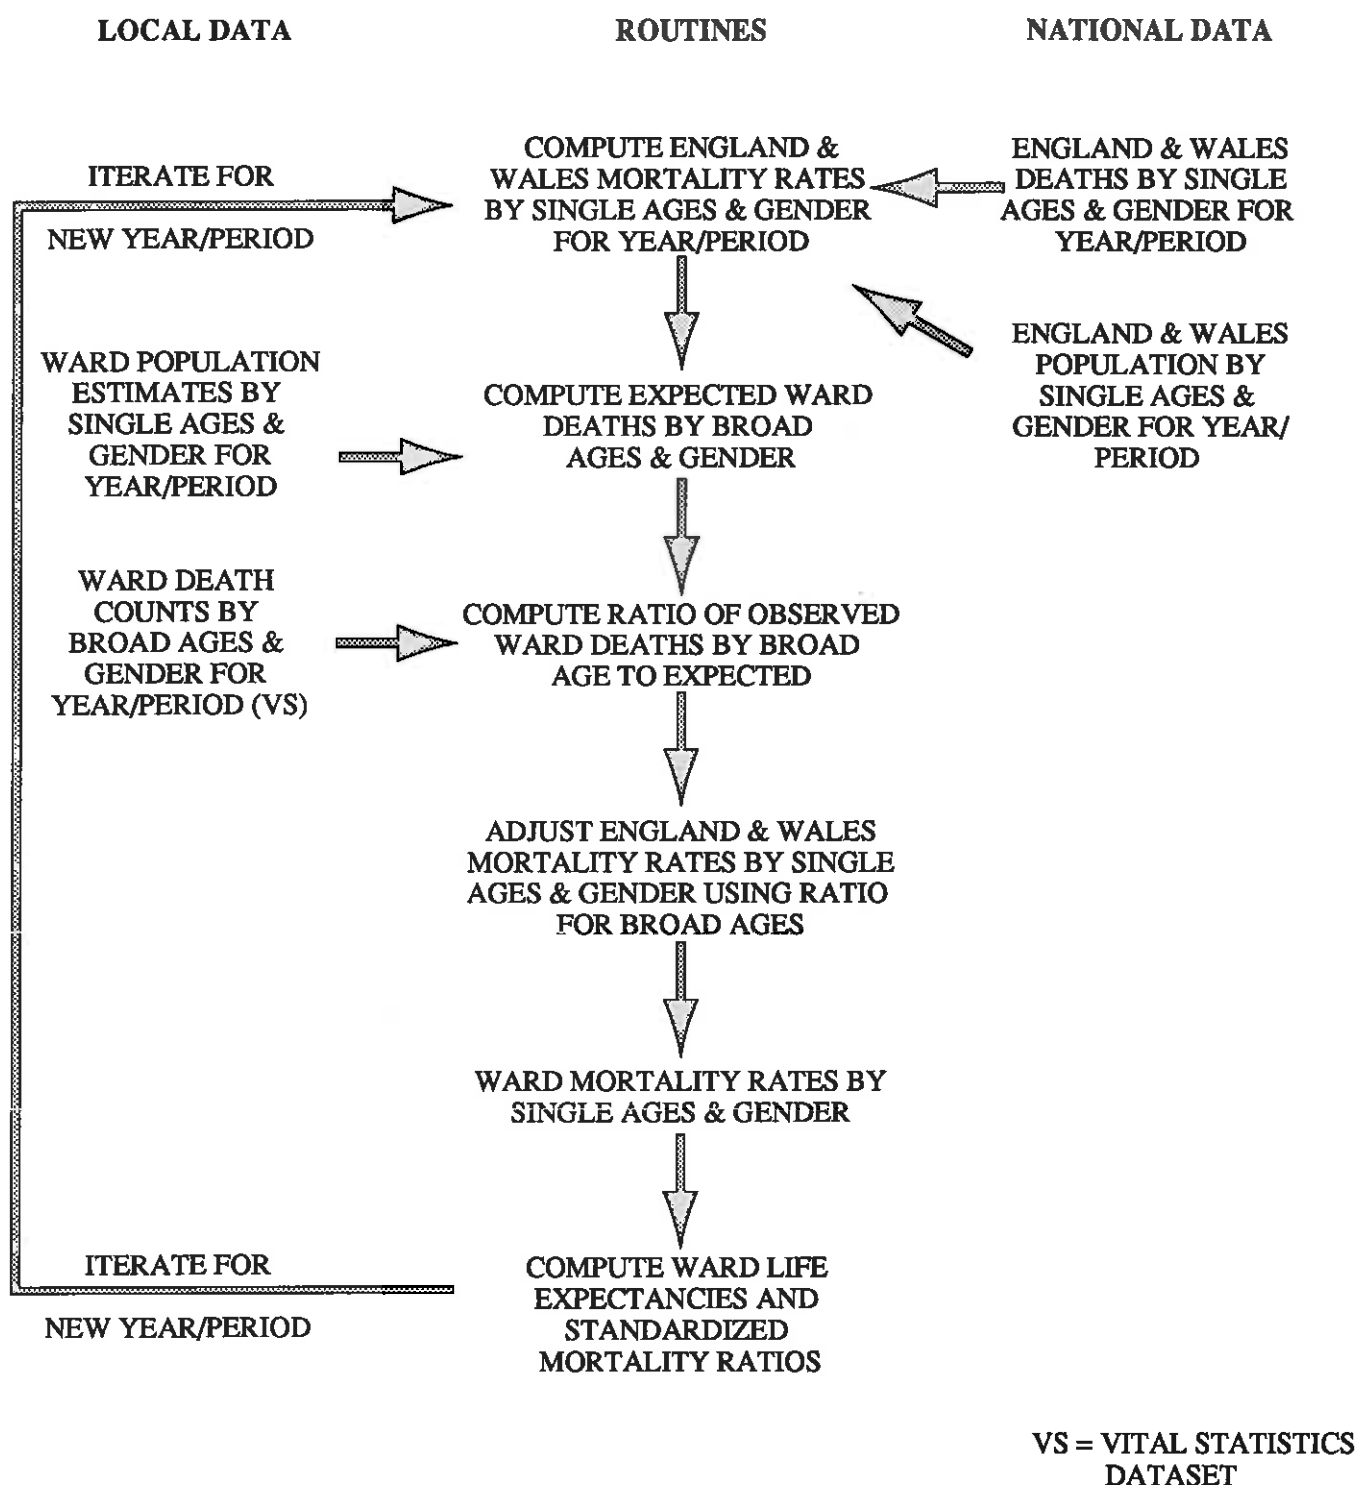 LOCAL DATA
ROUTINES
NATIONAL DATA
ITERATE FOR
NEW YEAR/PERIOD
COMPUTE ENGLAND &
WALES MORTALITY RATES
BY SINGLE AGES & GENDER
FOR YEAR/PERIOD
ENGLAND & WALES
DEATHS BY SINGLE
AGES & GENDER FOR
YEAR/PERIOD
ENGLAND & WALES
POPULATION BY
SINGLE AGES &
GENDER FOR YEAR/
PERIOD
WARD POPULATION
ESTIMATES BY
SINGLE AGES &
GENDER FOR
YEAR/PERIOD
COMPUTE EXPECTED WARD
DEATHS BY BROAD
AGES & GENDER
WARD DEATH
COUNTS BY
BROAD AGES &
GENDER FOR
YEAR/PERIOD (VS)
COMPUTE RATIO OF OBSERVED
WARD DEATHS BY BROAD
AGE TO EXPECTED
ADJUST ENGLAND & WALES
MORTALITY RATES BY SINGLE
AGES & GENDER USING RATIO
FOR BROAD AGES
WARD MORTALITY RATES BY
SINGLE AGES & GENDER
ITERATE FOR
NEW YEAR/PERIOD
COMPUTE WARD LIFE
EXPECTANCIES AND
STANDARDIZED
MORTALITY RATIOS
VS = VITAL STATISTICS
DATASET